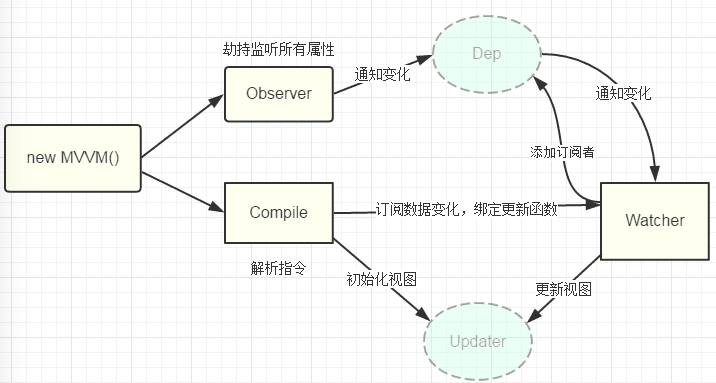 劫持监听所有属性
Dep
Observer
通知变化
通知变化
new MVVM()
添加订阅者
Compile
订阅数据变化，绑定更新函数
Watcher
解析指令
初始化视图
更新视图
Updater